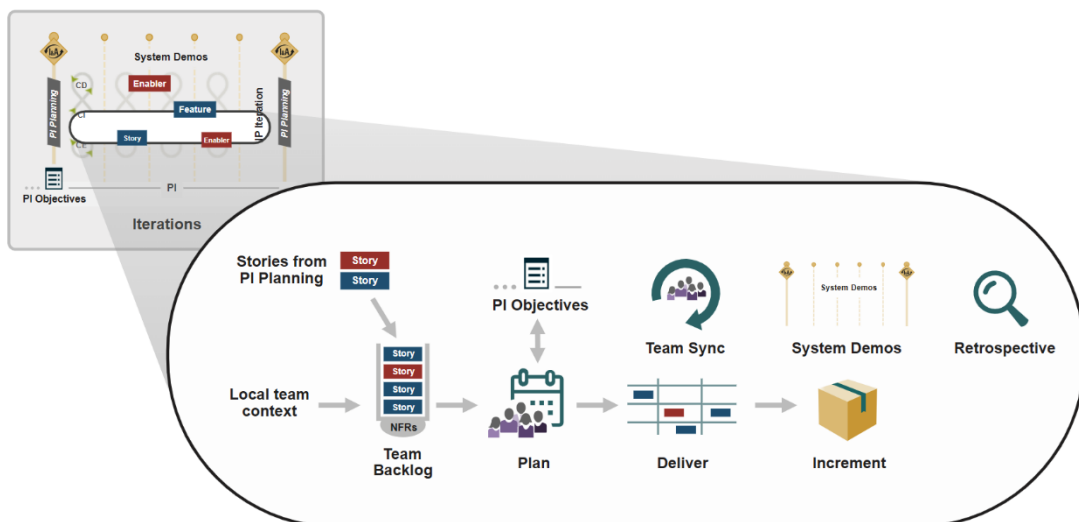 I&A
I&A
System Demos
CD
Enabler
PI Planning
CI
Feature
IP Iteration
PI Planning
Story
Enabler
CE
PI
PI Objectives
Iterations
Stories from
PI Planning
Story
Story
PI Objectives
Team Sync
System Demos
System Demos
Retrospective
Local team
context
Story
Story
Story
Story
NFRs
Team
Backlog
Plan
Deliver
Increment